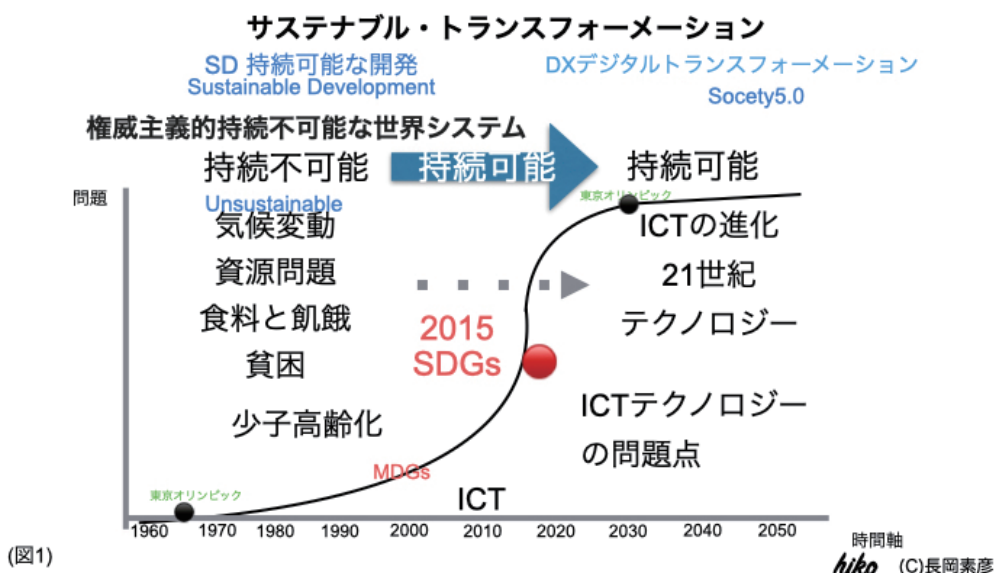 サステナブル・トランスフォーメーション
SD 持続可能な開発
Sustainable Development
DXデジタルトランスフォーメーション
Socety5.0
権威主義的持続不可能な世界システム
持続不可能
持続可能
持続可能
問題
Unsustainable
東京オリンピック
気候変動
ICTの進化
資源問題
21世紀
食料と飢餓
テクノロジー
2015
SDGs
貧困
ICTテクノロジー
の問題点
少子高齢化
MDGs
東京オリンピック
ICT
1960 1970 1980 1990 2000 2010 2020 2030 2040 2050
時間軸
(図1)
hiko (C)長岡素彦